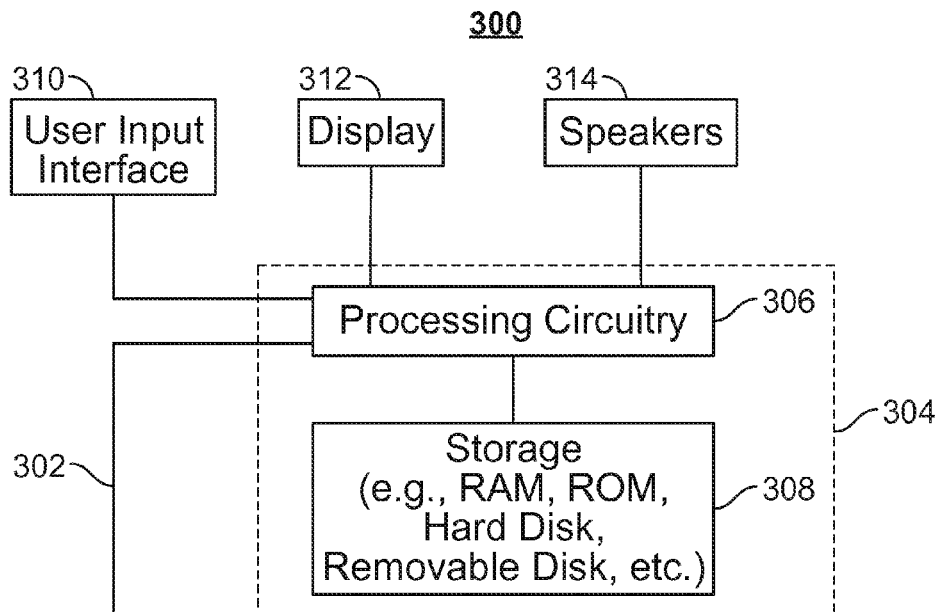 300
310
312
314
User Input
Interface
Display
Speakers
Processing Circuitry
306
304
302
Storage
(e.g., RAM, ROM,
Hard Disk,
Removable Disk, etc.)
308